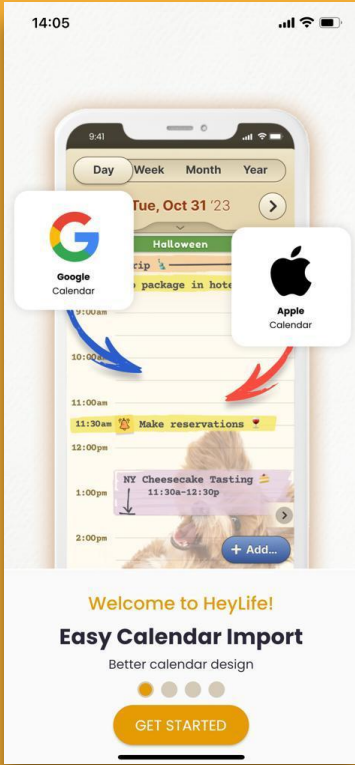 14:05
9:41
Day Week Month Year
Tue, Oct 31 '23
Halloween
Google
Calendar
Apple
Calendar
package in hote
9:00am
10:00am
11:00am
11:30am Make reservations
12:00pm
NY Cheesecake Tasting
11:30a-12:30p
1:00pm
2:00pm
+ Add...
Welcome to HeyLife!
Easy Calendar Import
Better calendar design
GET STARTED